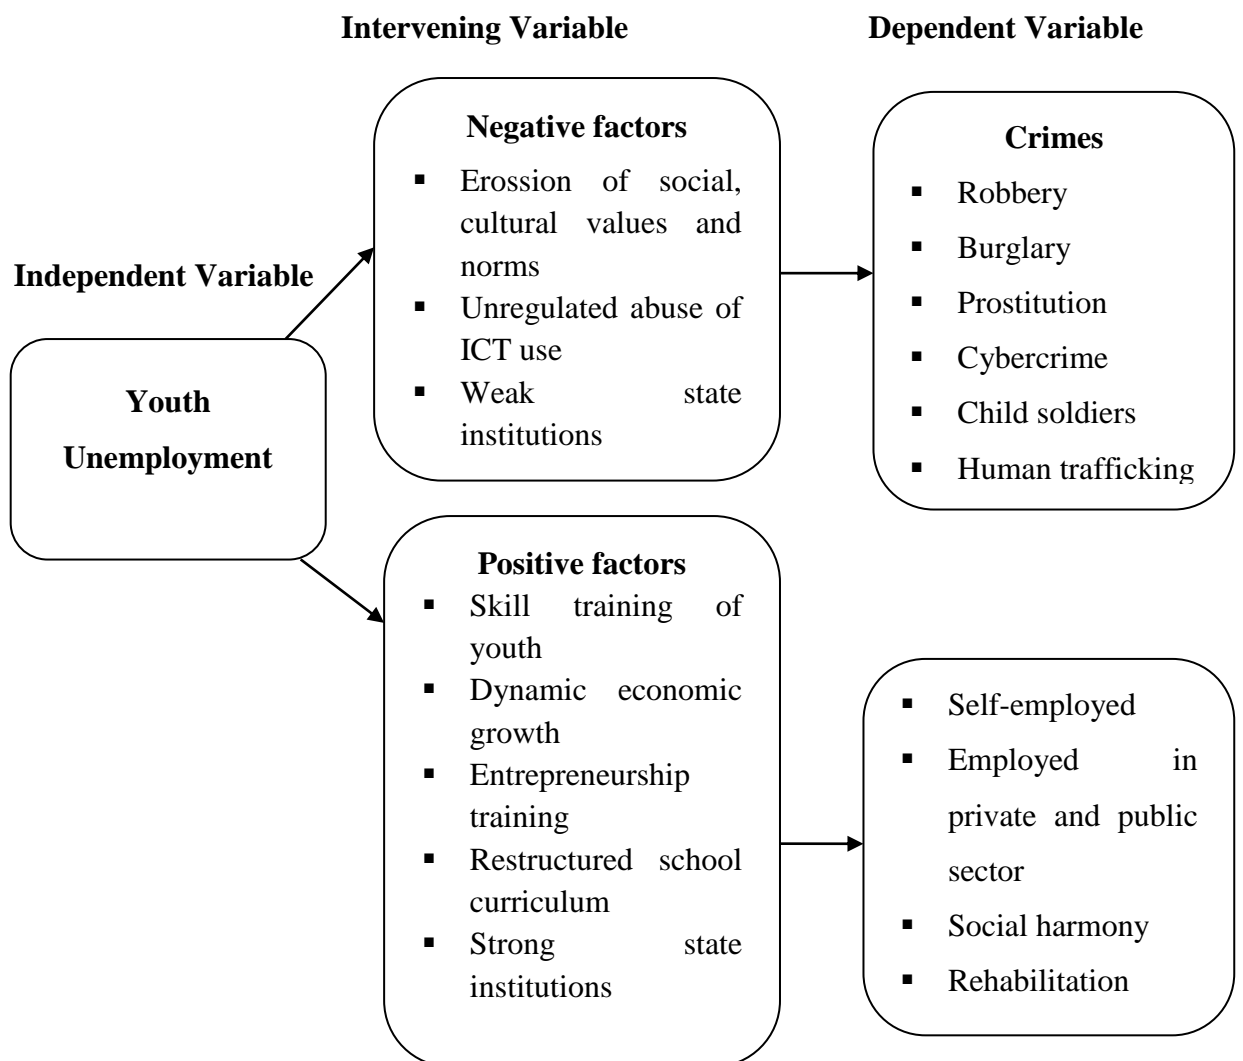 Intervening Variable
Dependent Variable
Independent Variable
Youth
Unemployment
Negative factors
▪ Erossion of social,
cultural values and
norms
▪ Unregulated abuse of
ICT use
▪ Weak state
institutions
Crimes
▪ Robbery
▪ Burglary
▪ Prostitution
▪ Cybercrime
▪ Child soldiers
▪ Human trafficking
Positive factors
▪ Skill training of
youth
▪ Dynamic economic
growth
▪ Entrepreneurship
training
▪ Restructured school
curriculum
▪ Strong state
institutions
▪ Self-employed
▪ Employed in
private and public
sector
▪ Social harmony
▪ Rehabilitation